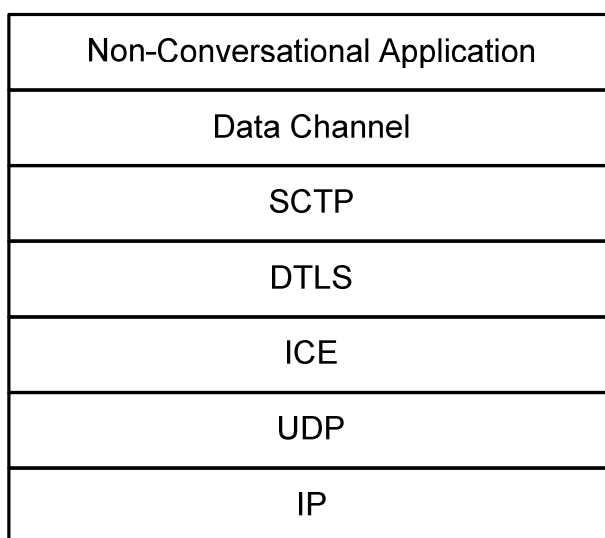 Non-Conversational Application
Data Channel
SCTP
DTLS
ICE
UDP
IP